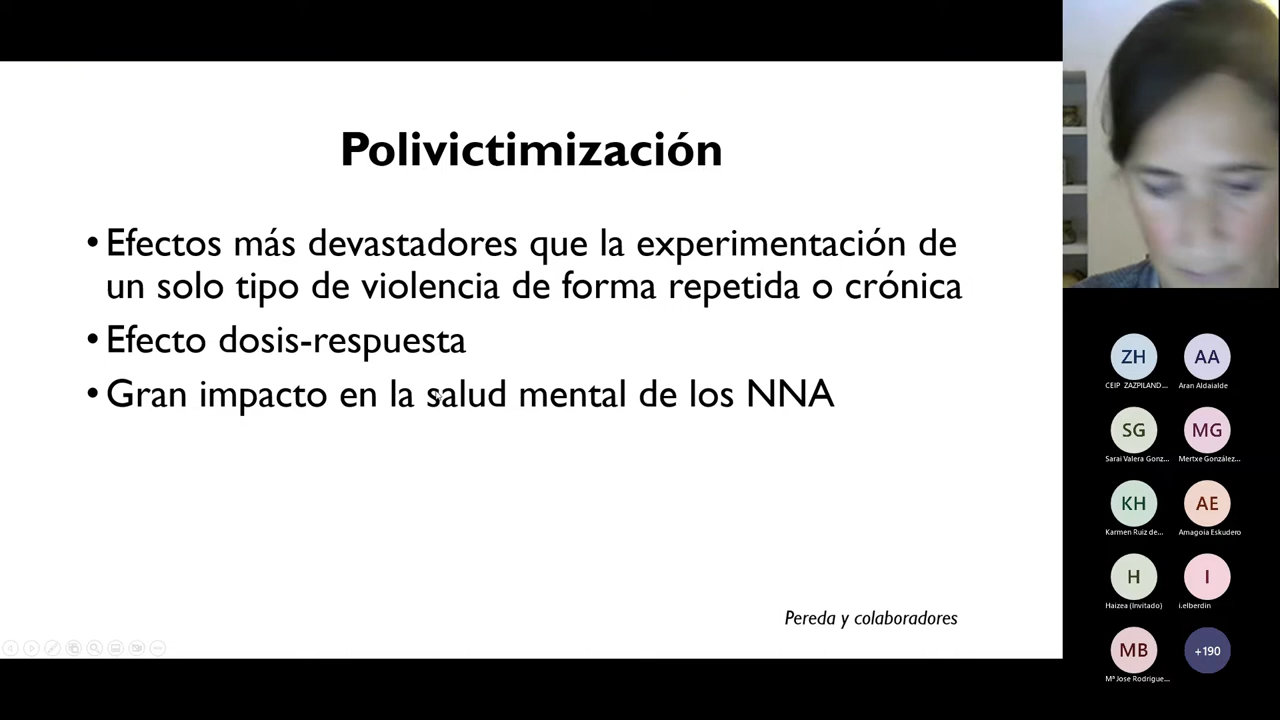 Polivictimización
• Efectos más devastadores que la experimentación de
un solo tipo de violencia de forma repetida o crónica
• Efecto dosis-respuesta
• Gran impacto en la salud mental de los NNA
Pereda y colaboradores
ZH
AA
CEIP ZAZPILAND...
Aran Aldaialde
SG
MG
Sarai Valera Gonz...
Mertxe González...
KH
AE
Karmen Ruiz de...
Amagoia Eskudero
H
I
Haizea (Invitado)
i.elberdin
MB
+190
Mª Jose Rodrigue...